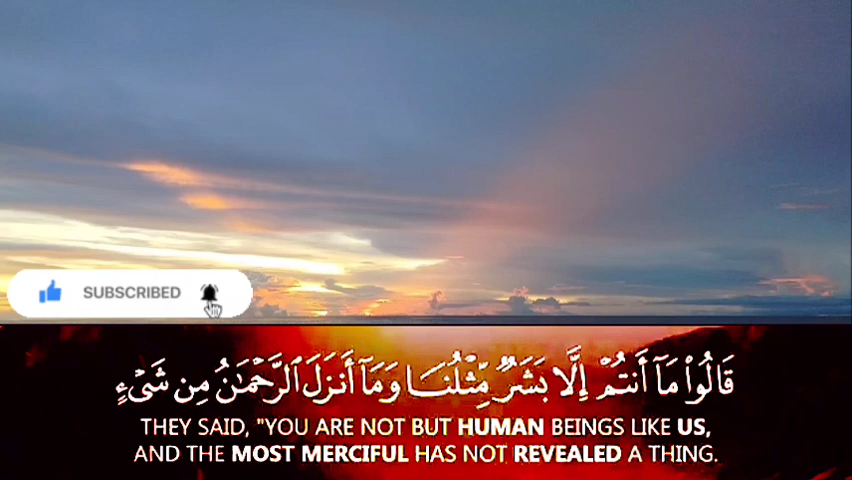 SUBSCRIBED
قَالُوا۟ مَآ أَنتُمْ إِلَّا بَشَرٌ مِّثْلُنَا وَمَآ أَنزَلَ ٱلرَّحْمَـٰنُ مِن شَىْءٍ
THEY SAID, "YOU ARE NOT BUT HUMAN BEINGS LIKE US,
AND THE MOST MERCIFUL HAS NOT REVEALED A THING.